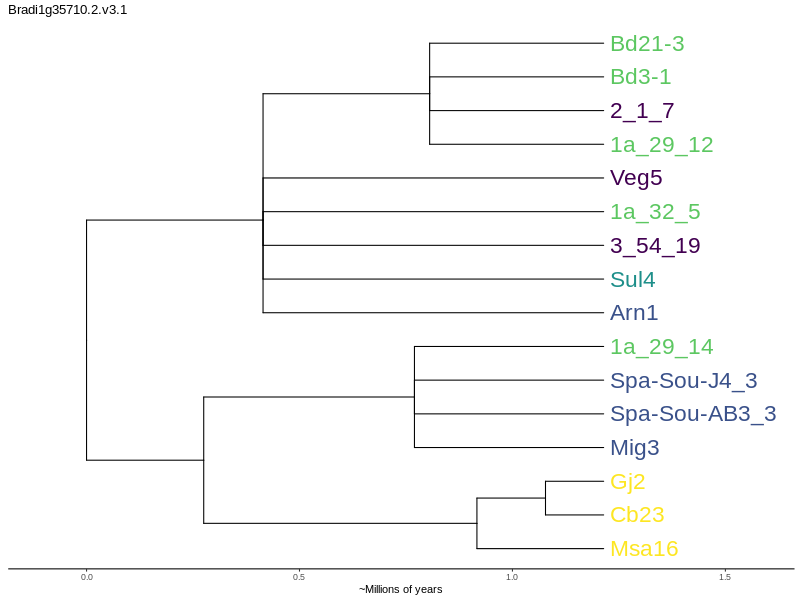 Bradi1g35710.2.v3.1
Bd21-3
Bd3-1
2_1_7
1a_29_12
Veg5
1a_32_5
3_54_19
Sul4
Arn1
1a_29_14
Spa-Sou-J4_3
Spa-Sou-AB3_3
Mig3
Gj2
Cb23
Msa16
0.0 0.5 1.0 1.5
~Millions of years